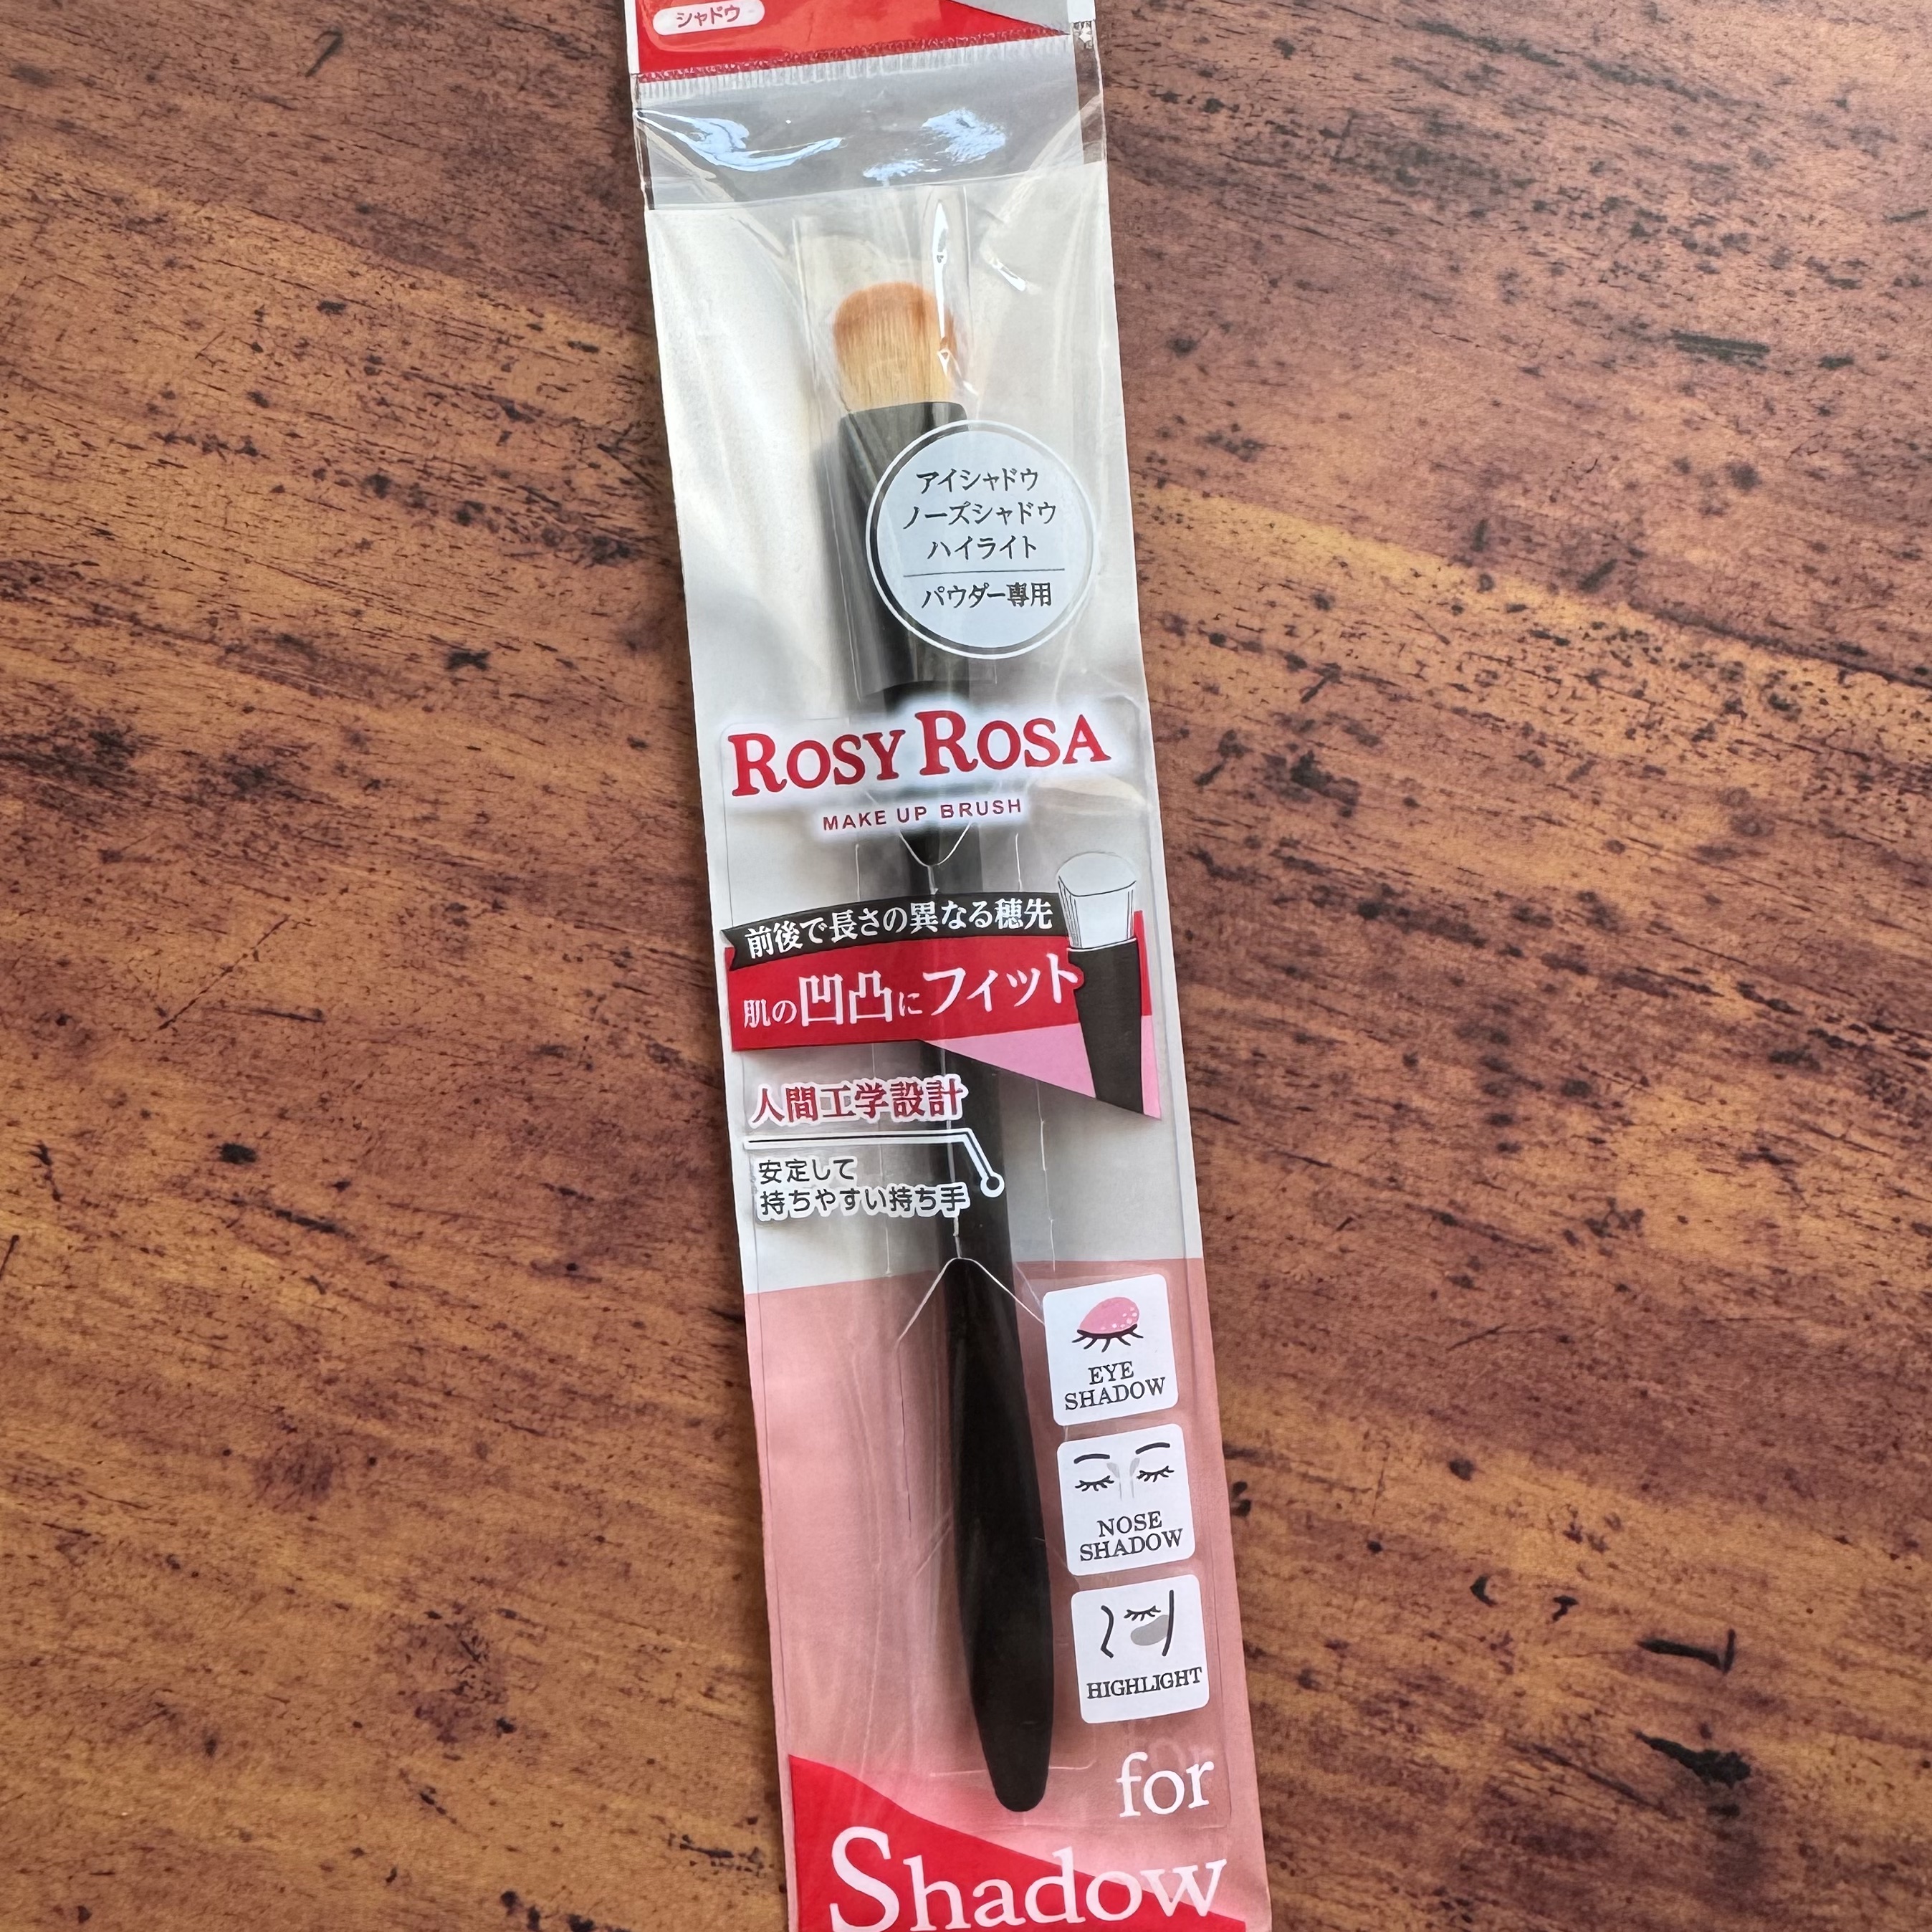 シャドウ
アイシャドウ
ノーズシャドウ
ハイライト
パウダー専用
ROSY ROSA
MAKE UP BRUSH
前後で長さの異なる穂先
肌の凹凸にフィット
人間工学設計
安定して
持ちやすい持ち手
EYE
SHADOW
NOSE
SHADOW
HIGHLIGHT
for
Shadow